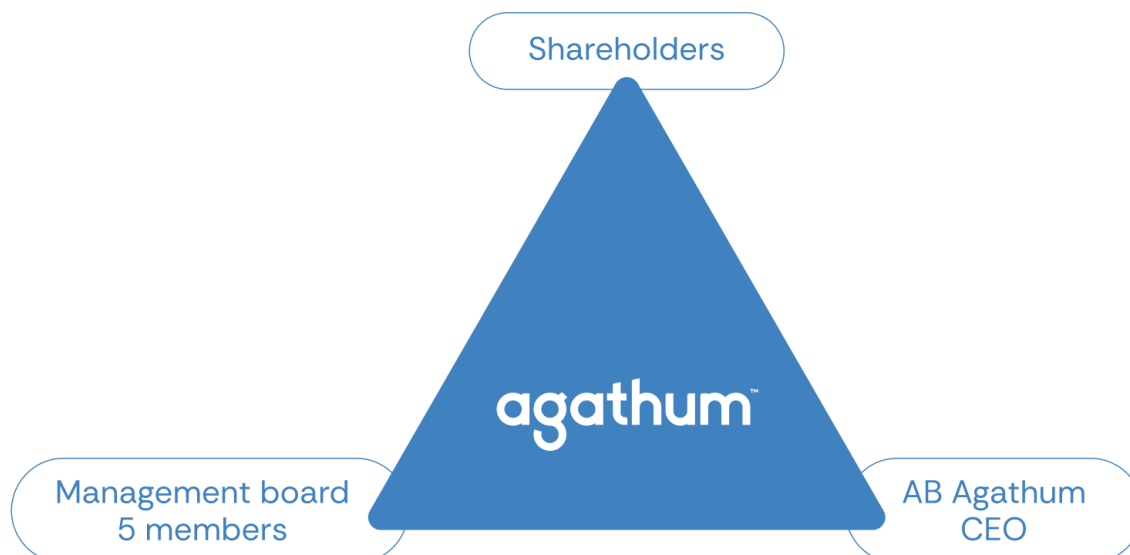 Shareholders
agathum™
Management board
5 members
AB Agathum
CEO